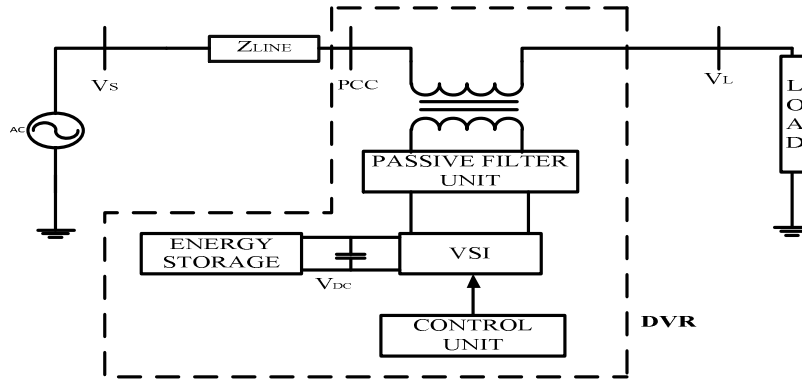 ZLINE
VS
PCC
VL
L
O
A
D
AC
PASSIVE FILTER
UNIT
ENERGY
STORAGE
VSI
VDC
CONTROL
UNIT
DVR